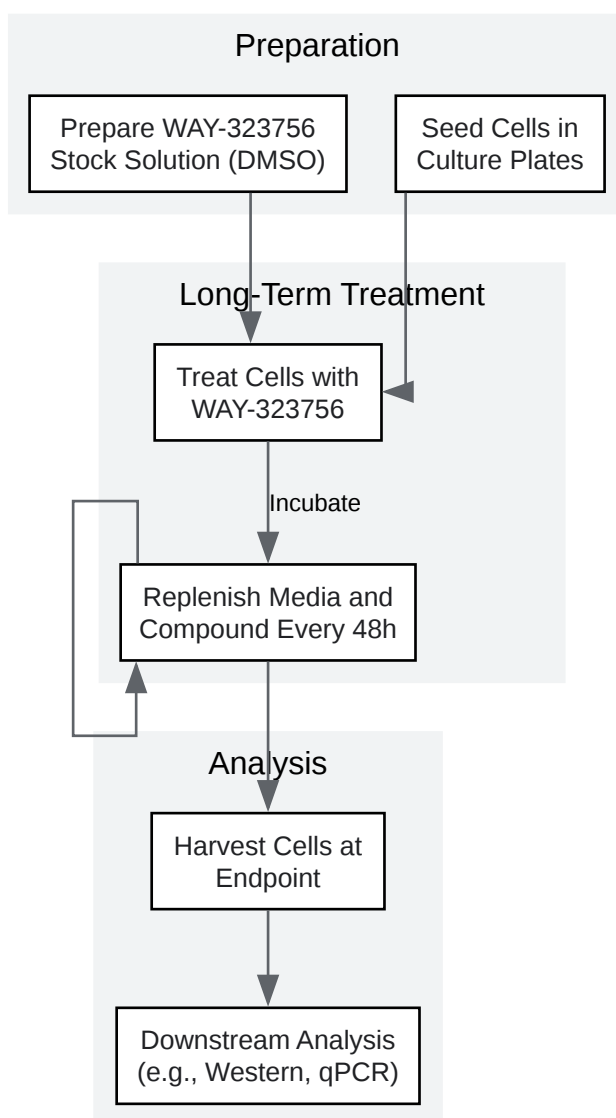 Preparation
Prepare WAY-323756
Stock Solution (DMSO)
Seed Cells in
Culture Plates
Long-Term Treatment
Treat Cells with
WAY-323756
Incubate
Replenish Media and
Compound Every 48h
Analysis
Harvest Cells at
Endpoint
Downstream Analysis
(e.g., Western, qPCR)